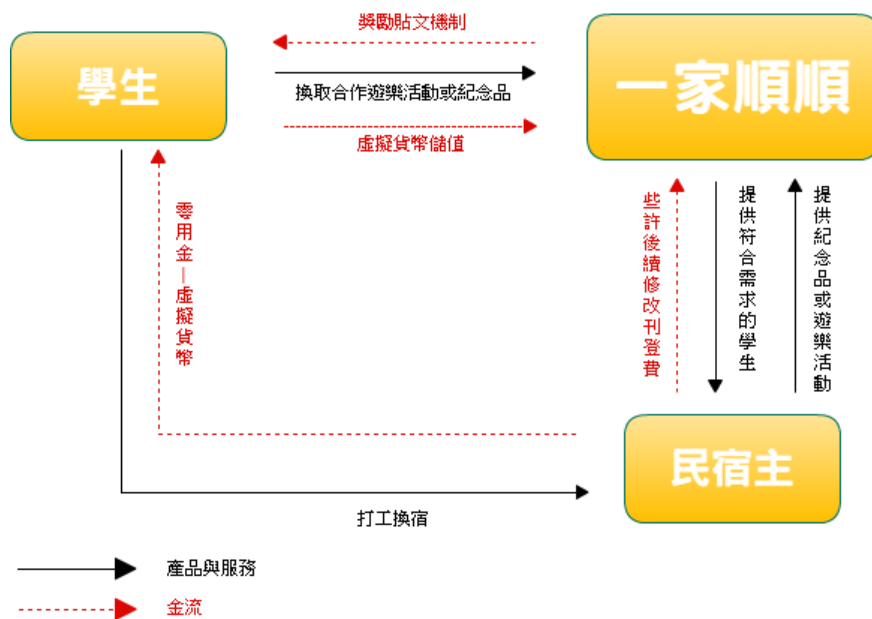 獎勵貼文機制
學生
一家順順
換取合作遊樂活動或紀念品
虛擬貨幣儲值
零用金—虛擬貨幣
些許後續修改刊登費
提供符合需求的學生
提供紀念品或遊樂活動
民宿主
打工換宿
產品與服務
金流